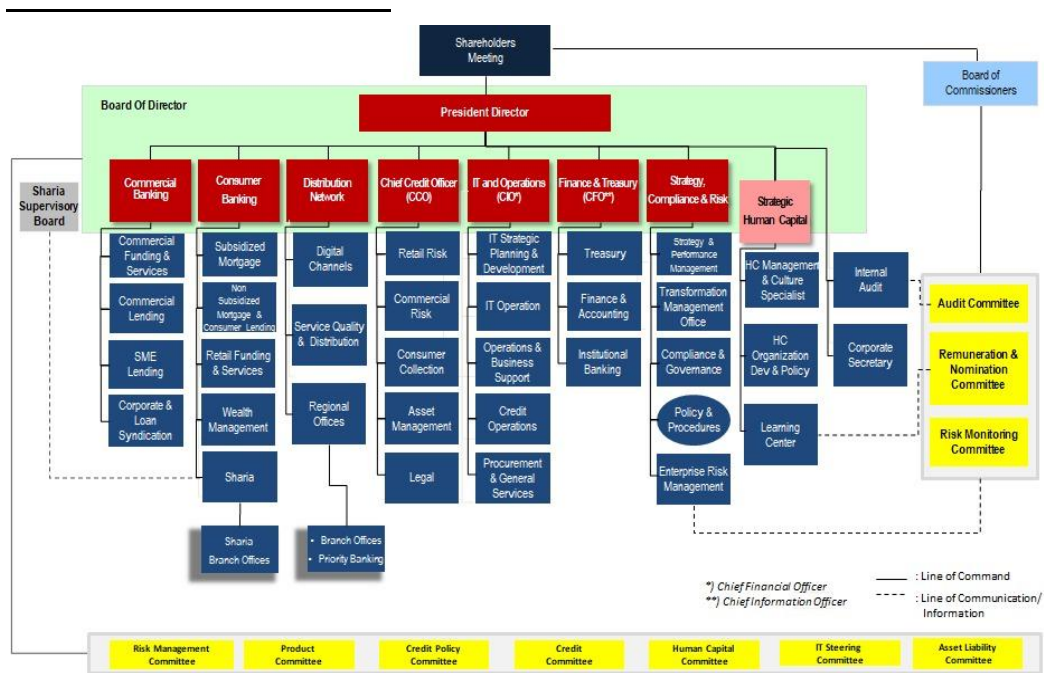 Shareholders
Meeting
Board of
Commissioners
Board Of Director
President Director
Sharia
Supervisory
Board
Commercial
Banking
Consumer
Banking
Distribution
Network
Chief Credit Officer
(CCO)
IT and Operations
(CIO*)
Finance & Treasury
(CFO**)
Strategy,
Compliance & Risk
Strategic
Human Capital
Commercial
Funding &
Services
Commercial
Lending
SME
Lending
Corporate &
Loan
Syndication
Subsidized
Mortgage
Non
Subsidized
Mortgage &
Consumer Lending
Retail Funding
& Services
Wealth
Management
Sharia
Sharia
Branch Offices
Digital
Channels
Service Quality
& Distribution
Regional
Offices
• Branch Offices
• Priority Banking
Retail Risk
Commercial
Risk
Consumer
Collection
Asset
Management
Legal
IT Strategic
Planning &
Development
IT Operation
Operations &
Business
Support
Credit
Operations
Procurement
& General
Services
Treasury
Finance &
Accounting
Institutional
Banking
Strategy &
Performance
Management
Transformation
Management
Office
Compliance &
Governance
Policy &
Procedures
Enterprise Risk
Management
HC Management
& Culture
Specialist
HC
Organization
Dev & Policy
Learning
Center
Internal
Audit
Corporate
Secretary
Audit Committee
Remuneration &
Nomination
Committee
Risk Monitoring
Committee
*) Chief Financial Officer
**) Chief Information Officer
: Line of Command
: Line of Communication/
Information
Risk Management
Committee
Product
Committee
Credit Policy
Committee
Credit
Committee
Human Capital
Committee
IT Steering
Committee
Asset Liability
Committee